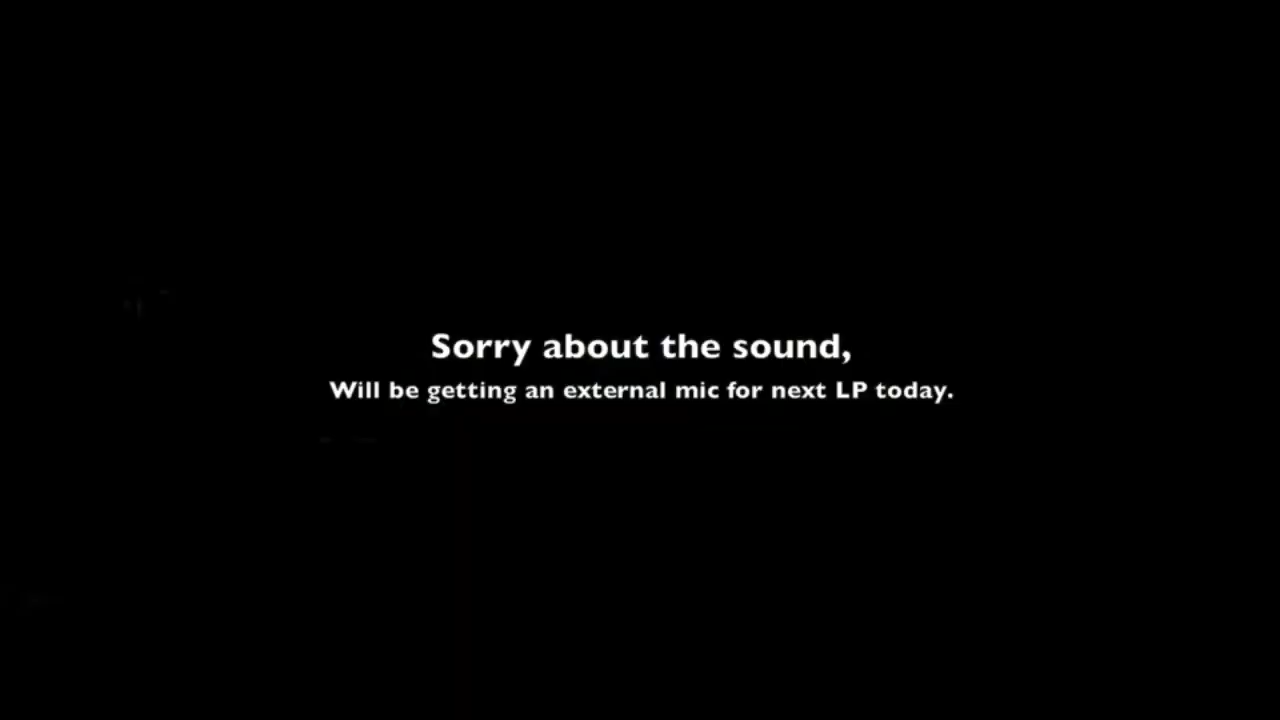 Sorry about the sound,
Will be getting an external mic for next LP today.